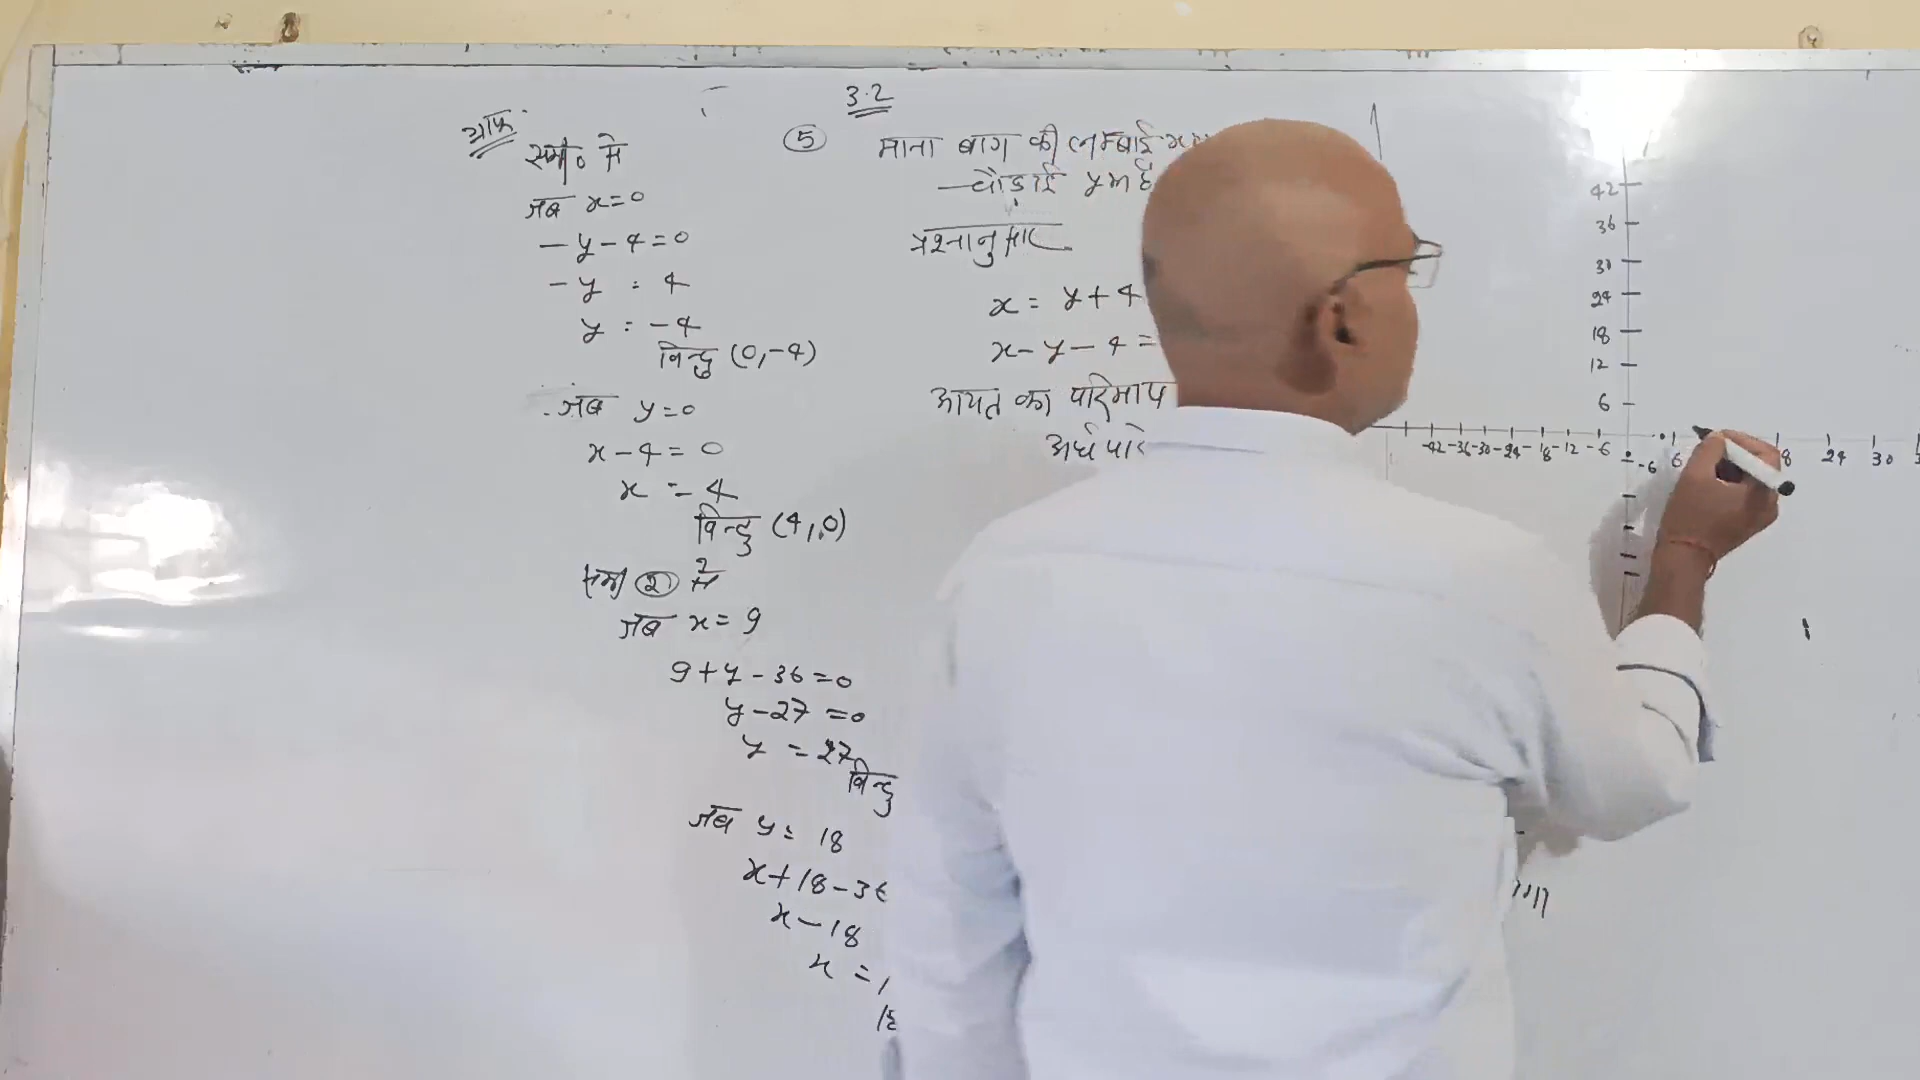 3.2
ग्राफ
समी० में
जब x=0
-y-4=0
-y = 4
y = -4
बिन्दु (0,-4)
जब y=0
x-4=0
x = 4
बिन्दु (4,0)
समी ② में
जब x=9
9+y-36=0
y-27=0
y = 27
बिन्दु
जब y= 18
x+18-36
x-18
x =
⑤ माना बाग की लम्बाई x
चौड़ाई y
प्रश्नानुसार
x = y+4
x-y-4=
आयत का परिमाप
अर्ध
42
36
30
24
18
12
6
-42 -36 -30 -24 -18 -12 -6 -6 6 8 24 30